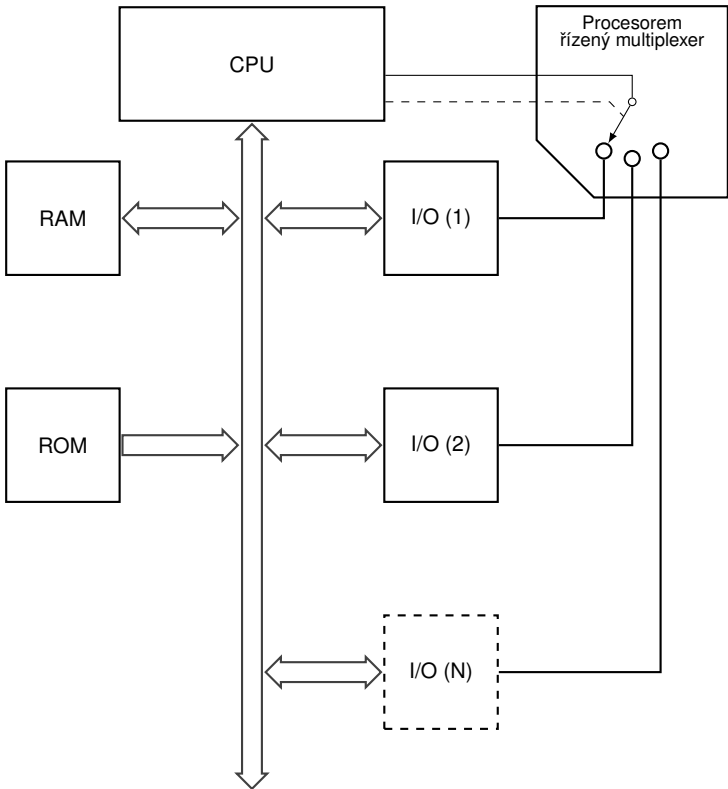 Procesorem
řízený multiplexer
CPU
RAM
I/O (1)
ROM
I/O (2)
I/O (N)